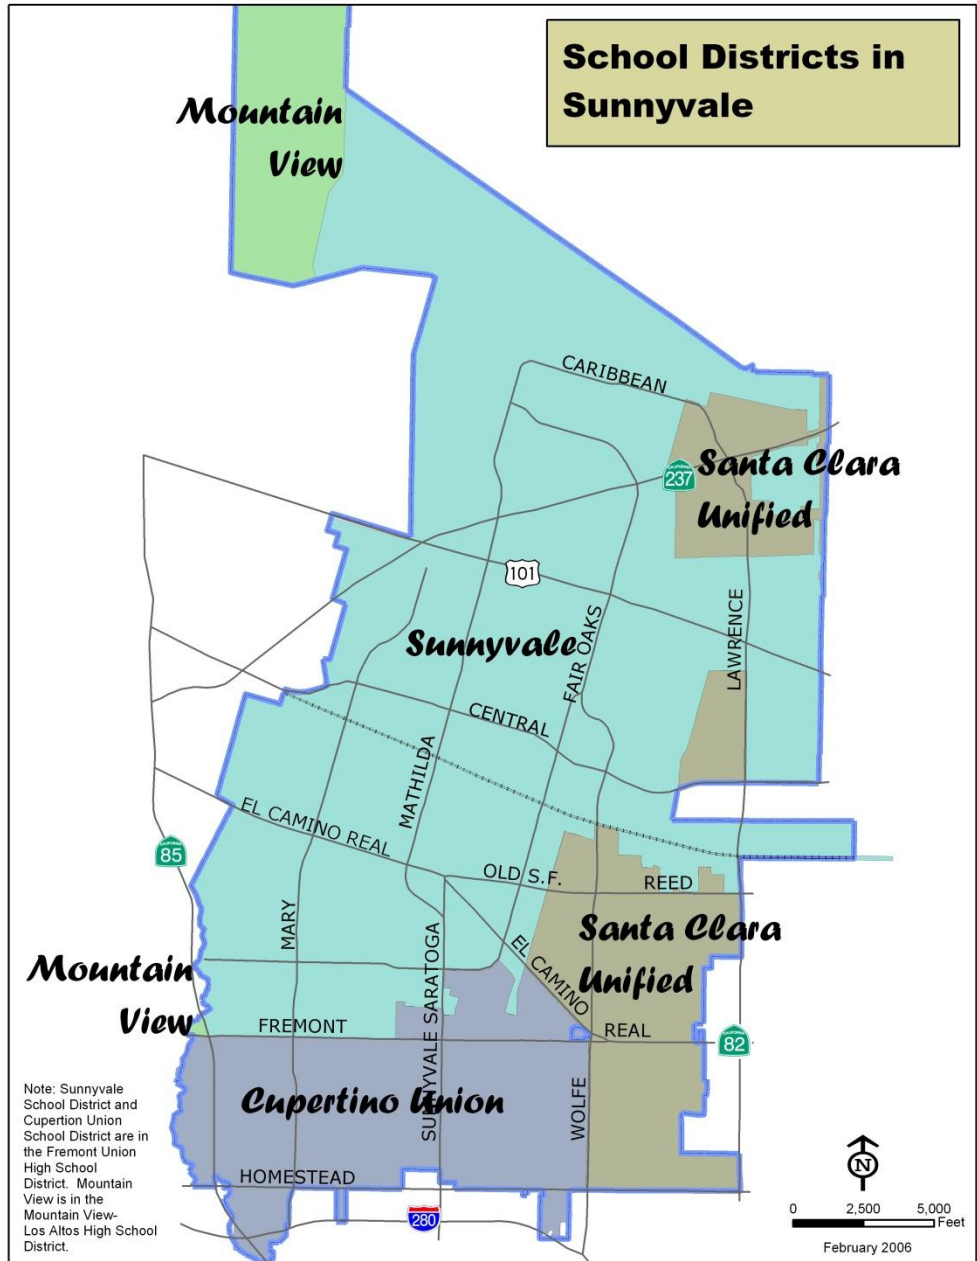 School Districts in
Sunnyvale
Mountain
View
CARIBBEAN
CALIFORNIA
237
Santa Clara
Unified
101
Sunnyvale
FAIR OAKS
LAWRENCE
CENTRAL
MATHILDA
EL CAMINO REAL
CALIFORNIA
85
OLD S.F.
REED
MARY
SUNNYVALE SARATOGA
EL CAMINO
REAL
Santa Clara
Unified
Mountain
View
FREMONT
CALIFORNIA
82
Cupertino Union
WOLFE
HOMESTEAD
280
Note: Sunnyvale
School District and
Cupertion Union
School District are in
the Fremont Union
High School
District. Mountain
View is in the
Mountain View-
Los Altos High School
District.
N
0 2,500 5,000
Feet
February 2006